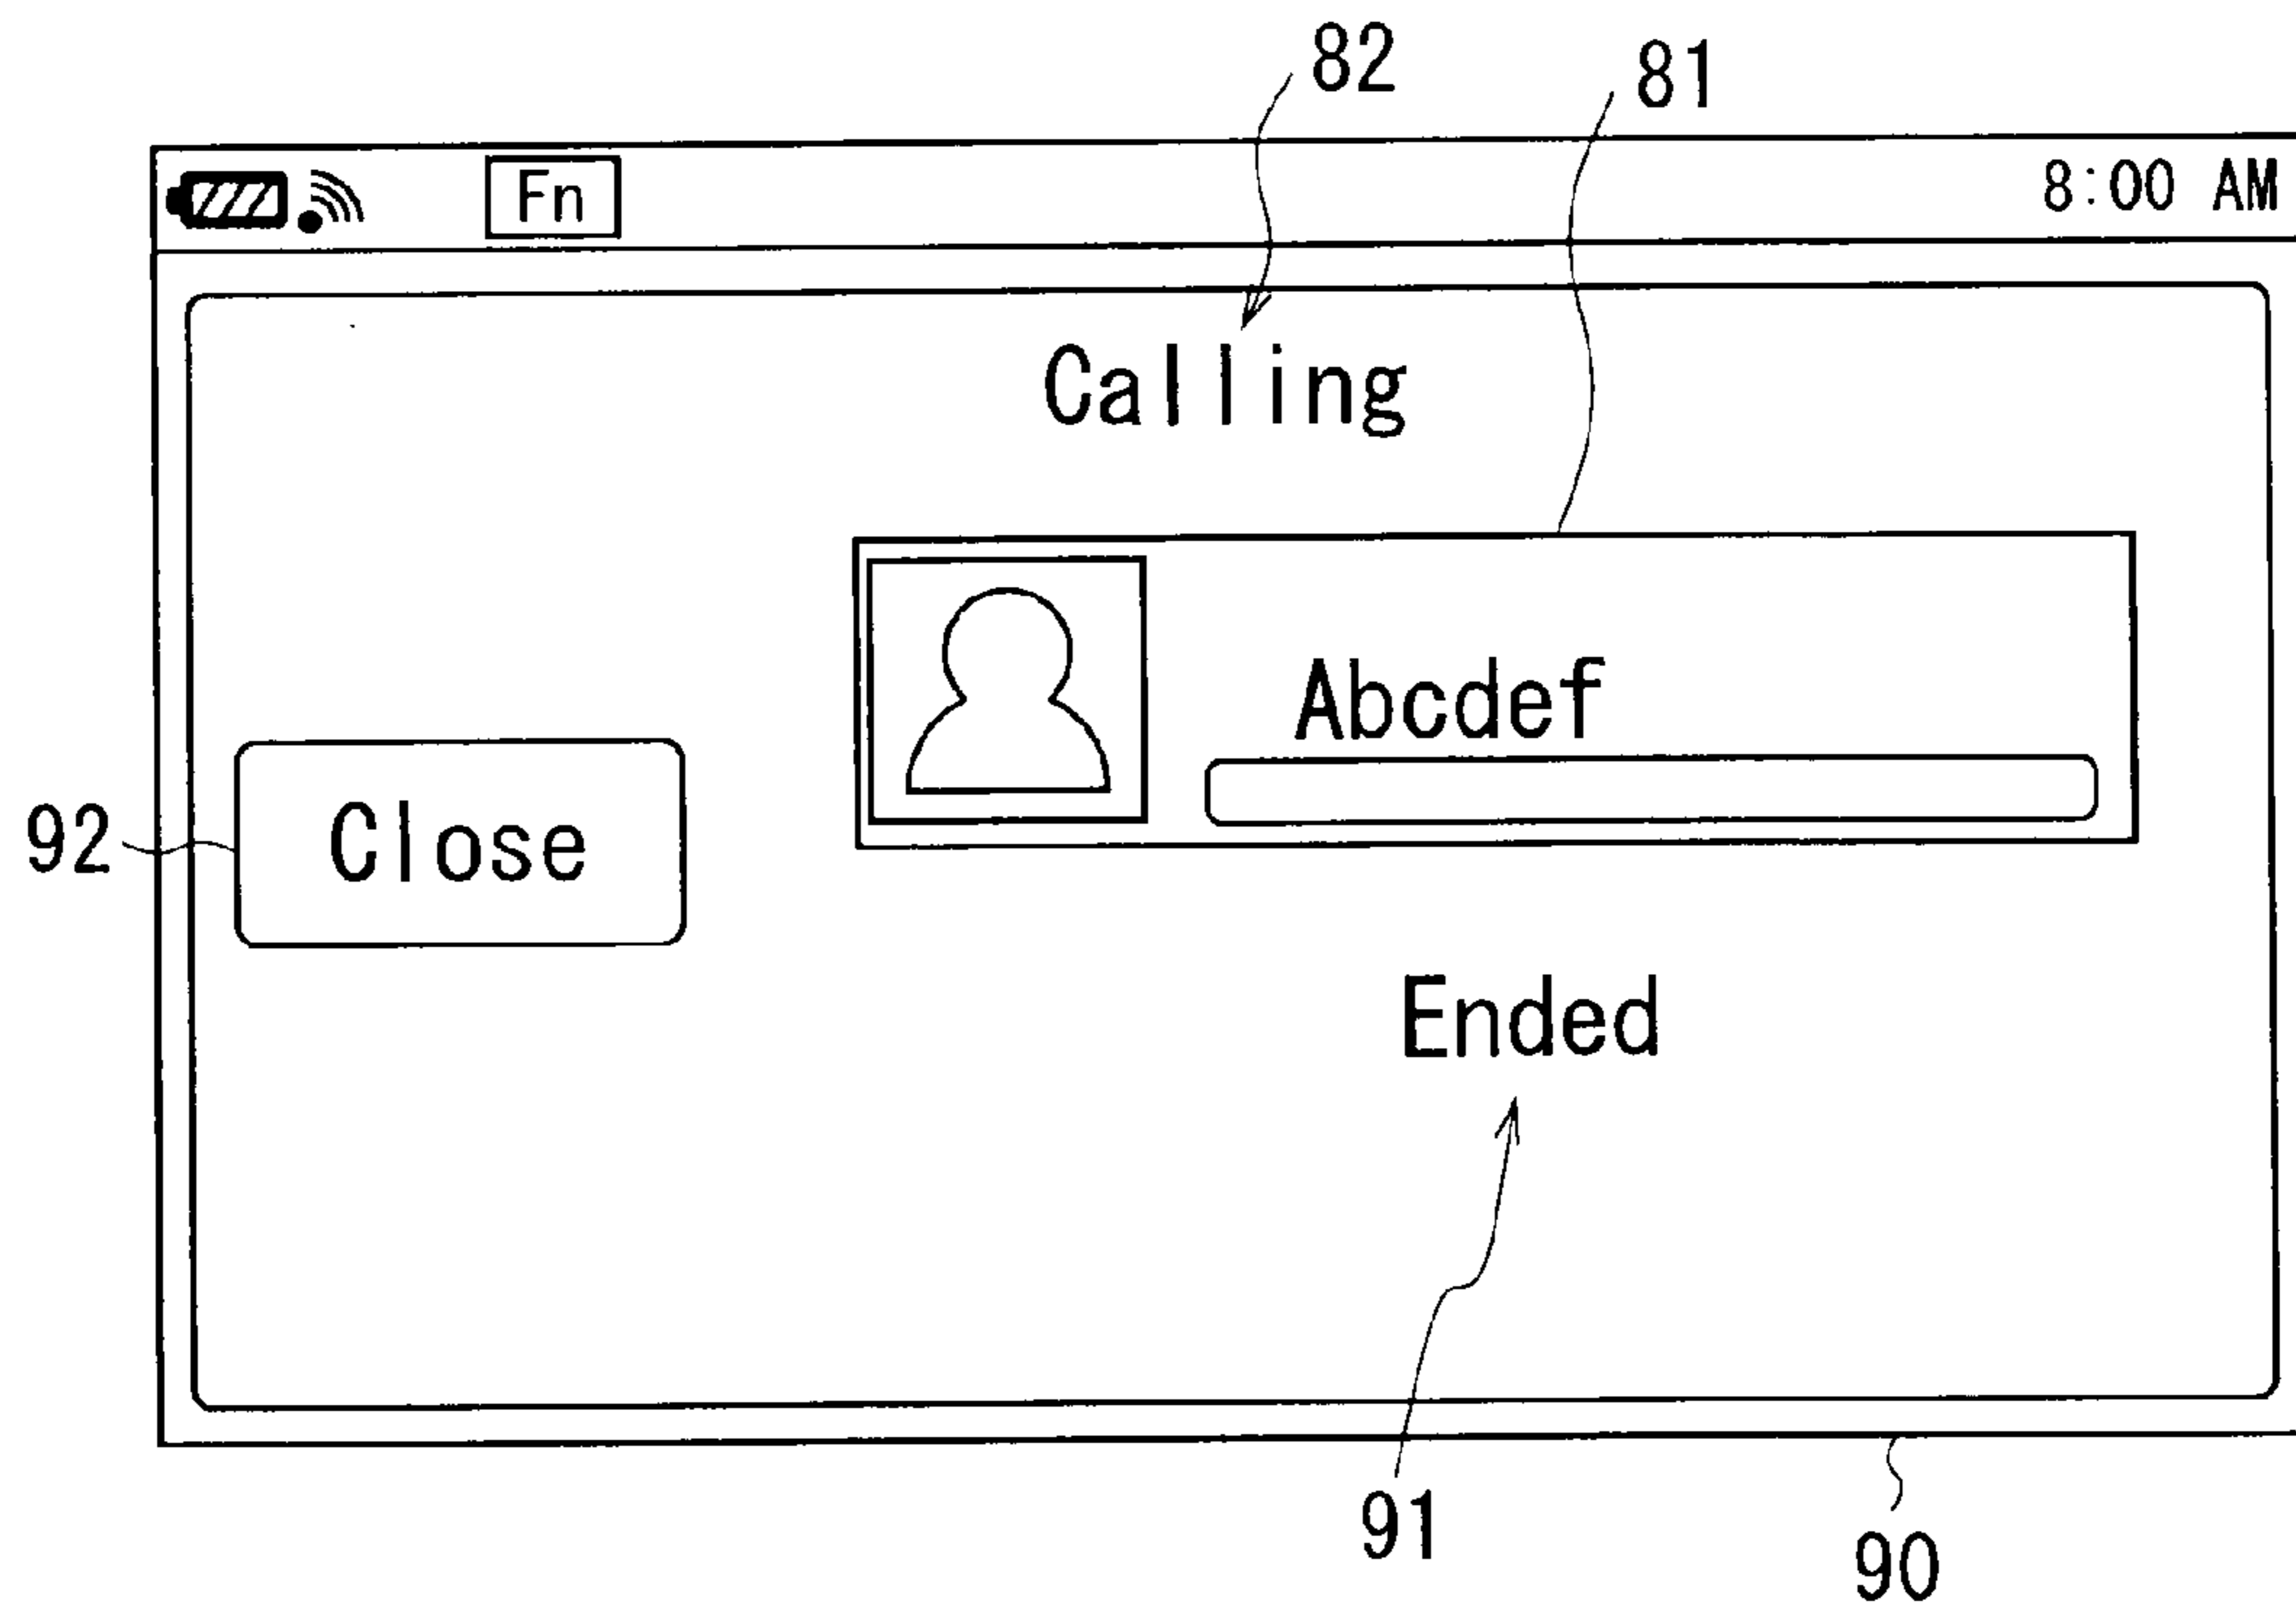 82
81
Fn
8:00 AM
Calling
Abcdef
92
Close
Ended
91
90